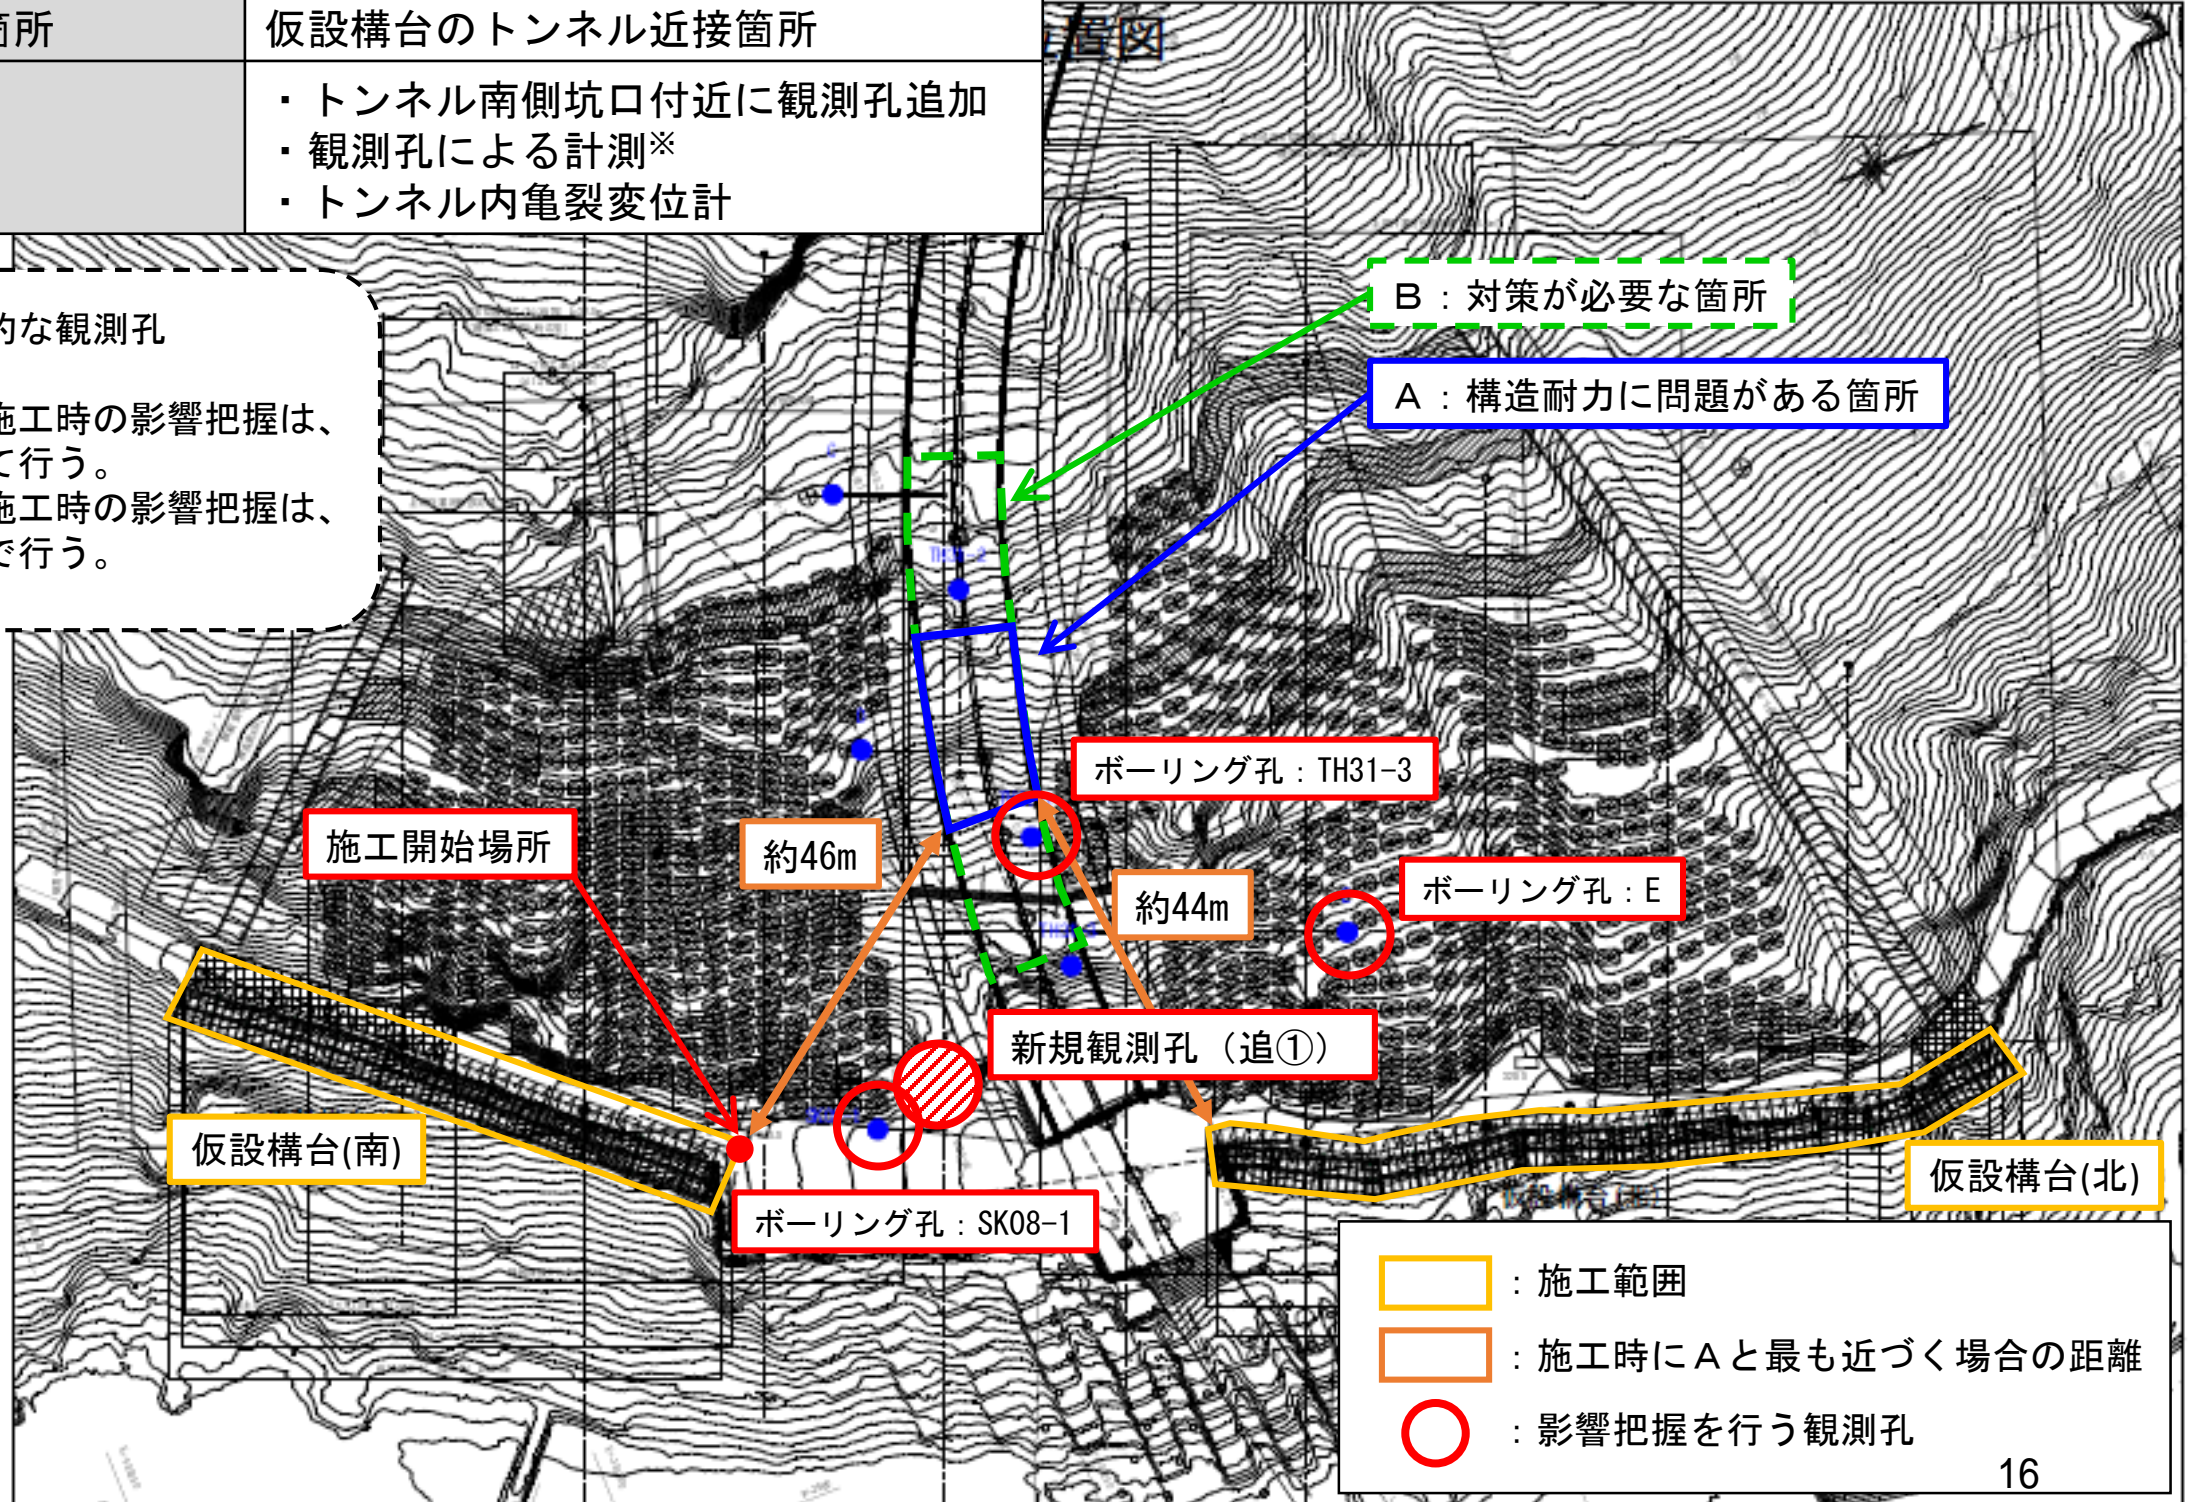 箇所
仮設構台のトンネル近接箇所
置図
・トンネル南側坑口付近に観測孔追加
・観測孔による計測※
・トンネル内亀裂変位計
的な観測孔
施工時の影響把握は、
て行う。
施工時の影響把握は、
で行う。
B：対策が必要な箇所
A：構造耐力に問題がある箇所
C
TH31-2
ボーリング孔：TH31-3
施工開始場所
約46m
ボーリング孔：E
約44m
新規観測孔（追①）
仮設構台(南)
仮設構台(北)
ボーリング孔：SK08-1
：施工範囲
：施工時にAと最も近づく場合の距離
：影響把握を行う観測孔
16